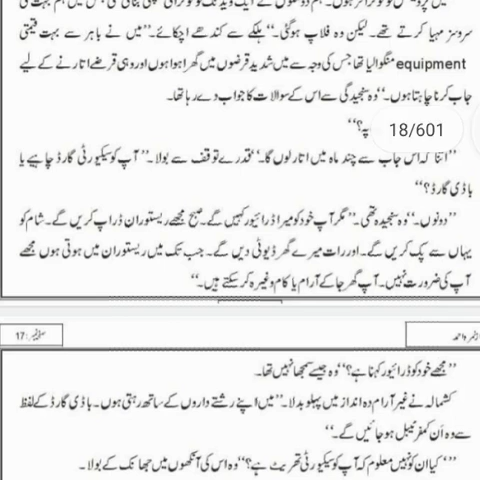 سروسز مہیا کرتے تھے۔ لیکن وہ فلاپ ہوگئی۔“ ہلکے سے کندھے اچکائے۔ ”میں نے باہر سے بہت قیمتی
equipment منگوالیا تھا جس کی وجہ سے میں شدید قرضوں میں گھرا ہوا ہوں اور وہی قرضے اتارنے کے لیے
جاب کرنا چاہتا ہوں۔“ وہ سنجیدگی سے اس کے سوالات کا جواب دے رہا تھا۔
پہ؟“
18/601
”اتنا کہ اس جاب سے چند ماہ میں اتار لوں گا۔“ قدرے توقف سے بولا۔ ”آپ کو سیکیورٹی گارڈ چاہیے یا
باڈی گارڈ؟“
”دونوں۔“ وہ سنجیدہ تھی۔ ”مگر آپ خود کو میرا ڈرائیور کہیں گے۔ صبح مجھے ریستوران ڈراپ کریں گے۔ شام کو
یہاں سے پک کریں گے۔ اور رات میرے گھر ڈیوٹی دیں گے۔ جب تک میں ریستوران میں ہوتی ہوں مجھے
آپ کی ضرورت نہیں۔ آپ گھر جا کے آرام یا کام وغیرہ کر سکتے ہیں۔“
احمد
صفحہ نمبر:17
”مجھے خود کو ڈرائیور کہنا ہے؟“ وہ جیسے سمجھا نہیں تھا۔
کشمالہ نے غیر آرام دہ انداز میں پہلو بدلا۔ ”میں اپنے رشتے داروں کے ساتھ رہتی ہوں۔ باڈی گارڈ کے لفظ
سے وہ اَن کمفرٹیبل ہو جائیں گے۔“
”کیا ان کو نہیں معلوم کہ آپ کو سیکیورٹی تھریٹ ہے؟“ وہ اس کی آنکھوں میں جھانک کے بولا۔